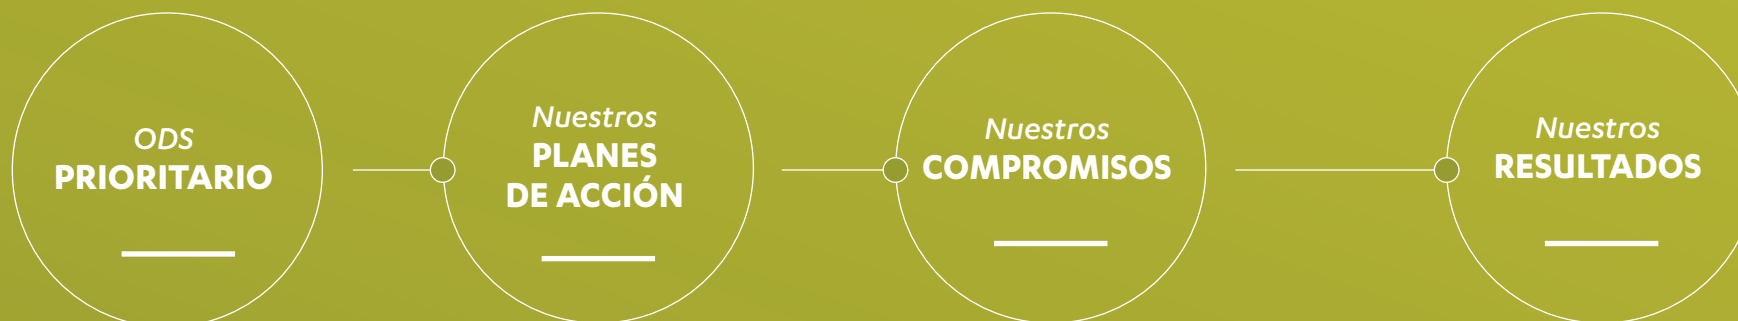 ODS
PRIORITARIO
Nuestros
PLANES
DE ACCIÓN
Nuestros
COMPROMISOS
Nuestros
RESULTADOS